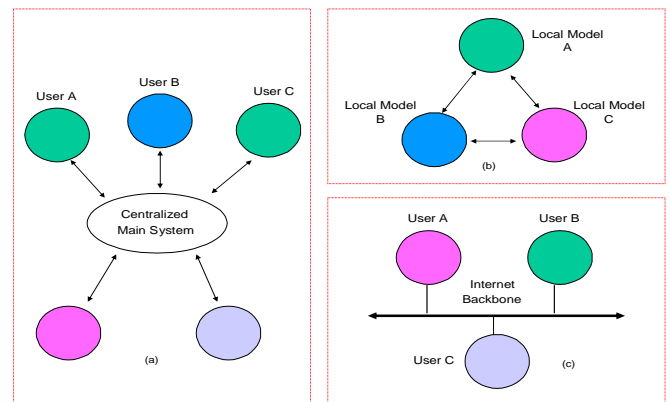 User A
User B
User C
Centralized
Main System
(a)
Local Model
A
Local Model
B
Local Model
C
(b)
User A
User B
Internet
Backbone
User C
(c)